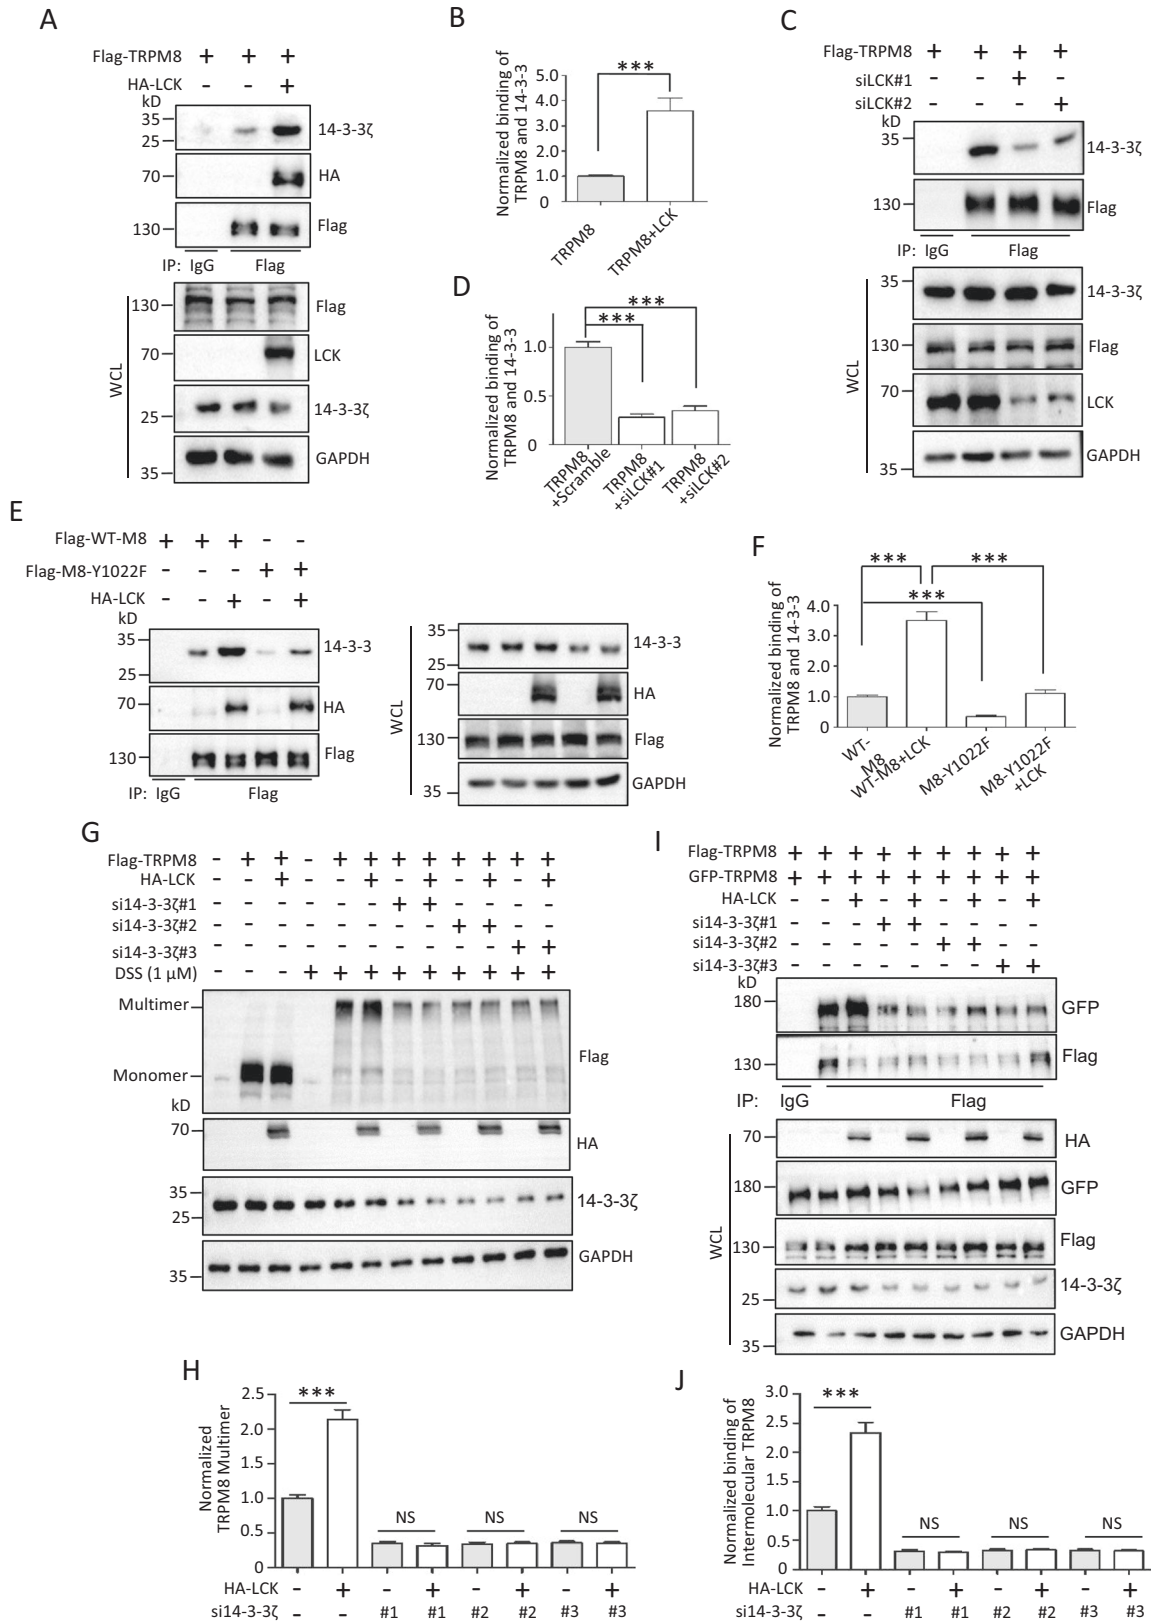 A
Flag-TRPM8 + + +
HA-LCK - - +
kD
35
25
14-3-3ζ
70
HA
130
Flag
IP: IgG Flag
WCL
130
Flag
70
LCK
25
14-3-3ζ
35
GAPDH
B
Normalized binding of
TRPM8 and 14-3-3
5.0
4.0
3.0
2.0
1.0
0
***
TRPM8
TRPM8+LCK
C
Flag-TRPM8 + + + +
siLCK#1 - - + -
siLCK#2 - - - +
kD
35
14-3-3ζ
130
Flag
IP: IgG Flag
WCL
35
14-3-3ζ
130
Flag
70
LCK
35
GAPDH
D
Normalized binding of
TRPM8 and 14-3-3
1.0
0.5
0
***
***
TRPM8
+Scramble
TRPM8
+siLCK#1
TRPM8
+siLCK#2
E
Flag-WT-M8 + + + - -
Flag-M8-Y1022F - - - + +
HA-LCK - - + - +
kD
35
25
14-3-3
70
HA
130
Flag
IP: IgG Flag
WCL
35
25
14-3-3
70
HA
130
Flag
35
GAPDH
F
Normalized binding of
TRPM8 and 14-3-3
4.0
3.0
2.0
1.0
0
*** ***
***
WT-
M8
WT-M8+LCK
M8-Y1022F
M8-Y1022F
+LCK
G
Flag-TRPM8 - + + - + + + + + + + +
HA-LCK - - + - - + - + - + - +
si14-3-3ζ#1 - - - - - - + + - - - -
si14-3-3ζ#2 - - - - - - - - + + - -
si14-3-3ζ#3 - - - - - - - - - - + +
DSS (1 μM) - - - + + + + + + + + +
Multimer
Monomer
Flag
kD
70
HA
35
25
14-3-3ζ
35
GAPDH
H
Normalized
TRPM8 Multimer
2.5
2.0
1.5
1.0
0.5
0
***
NS NS NS
HA-LCK - + - + - + - +
si14-3-3ζ - - #1 #1 #2 #2 #3 #3
I
Flag-TRPM8 + + + + + + + + +
GFP-TRPM8 + + + + + + + + +
HA-LCK - - + - + - + - +
si14-3-3ζ#1 - - - + + - - - -
si14-3-3ζ#2 - - - - - + + - -
si14-3-3ζ#3 - - - - - - - + +
kD
180
GFP
130
Flag
IP: IgG Flag
WCL
70
HA
180
GFP
130
Flag
25
14-3-3ζ
35
GAPDH
J
Normalized binding of
Intermolecular TRPM8
3.0
2.5
2.0
1.5
1.0
0.5
0
***
NS NS NS
HA-LCK - + - + - + - +
si14-3-3ζ - - #1 #1 #2 #2 #3 #3